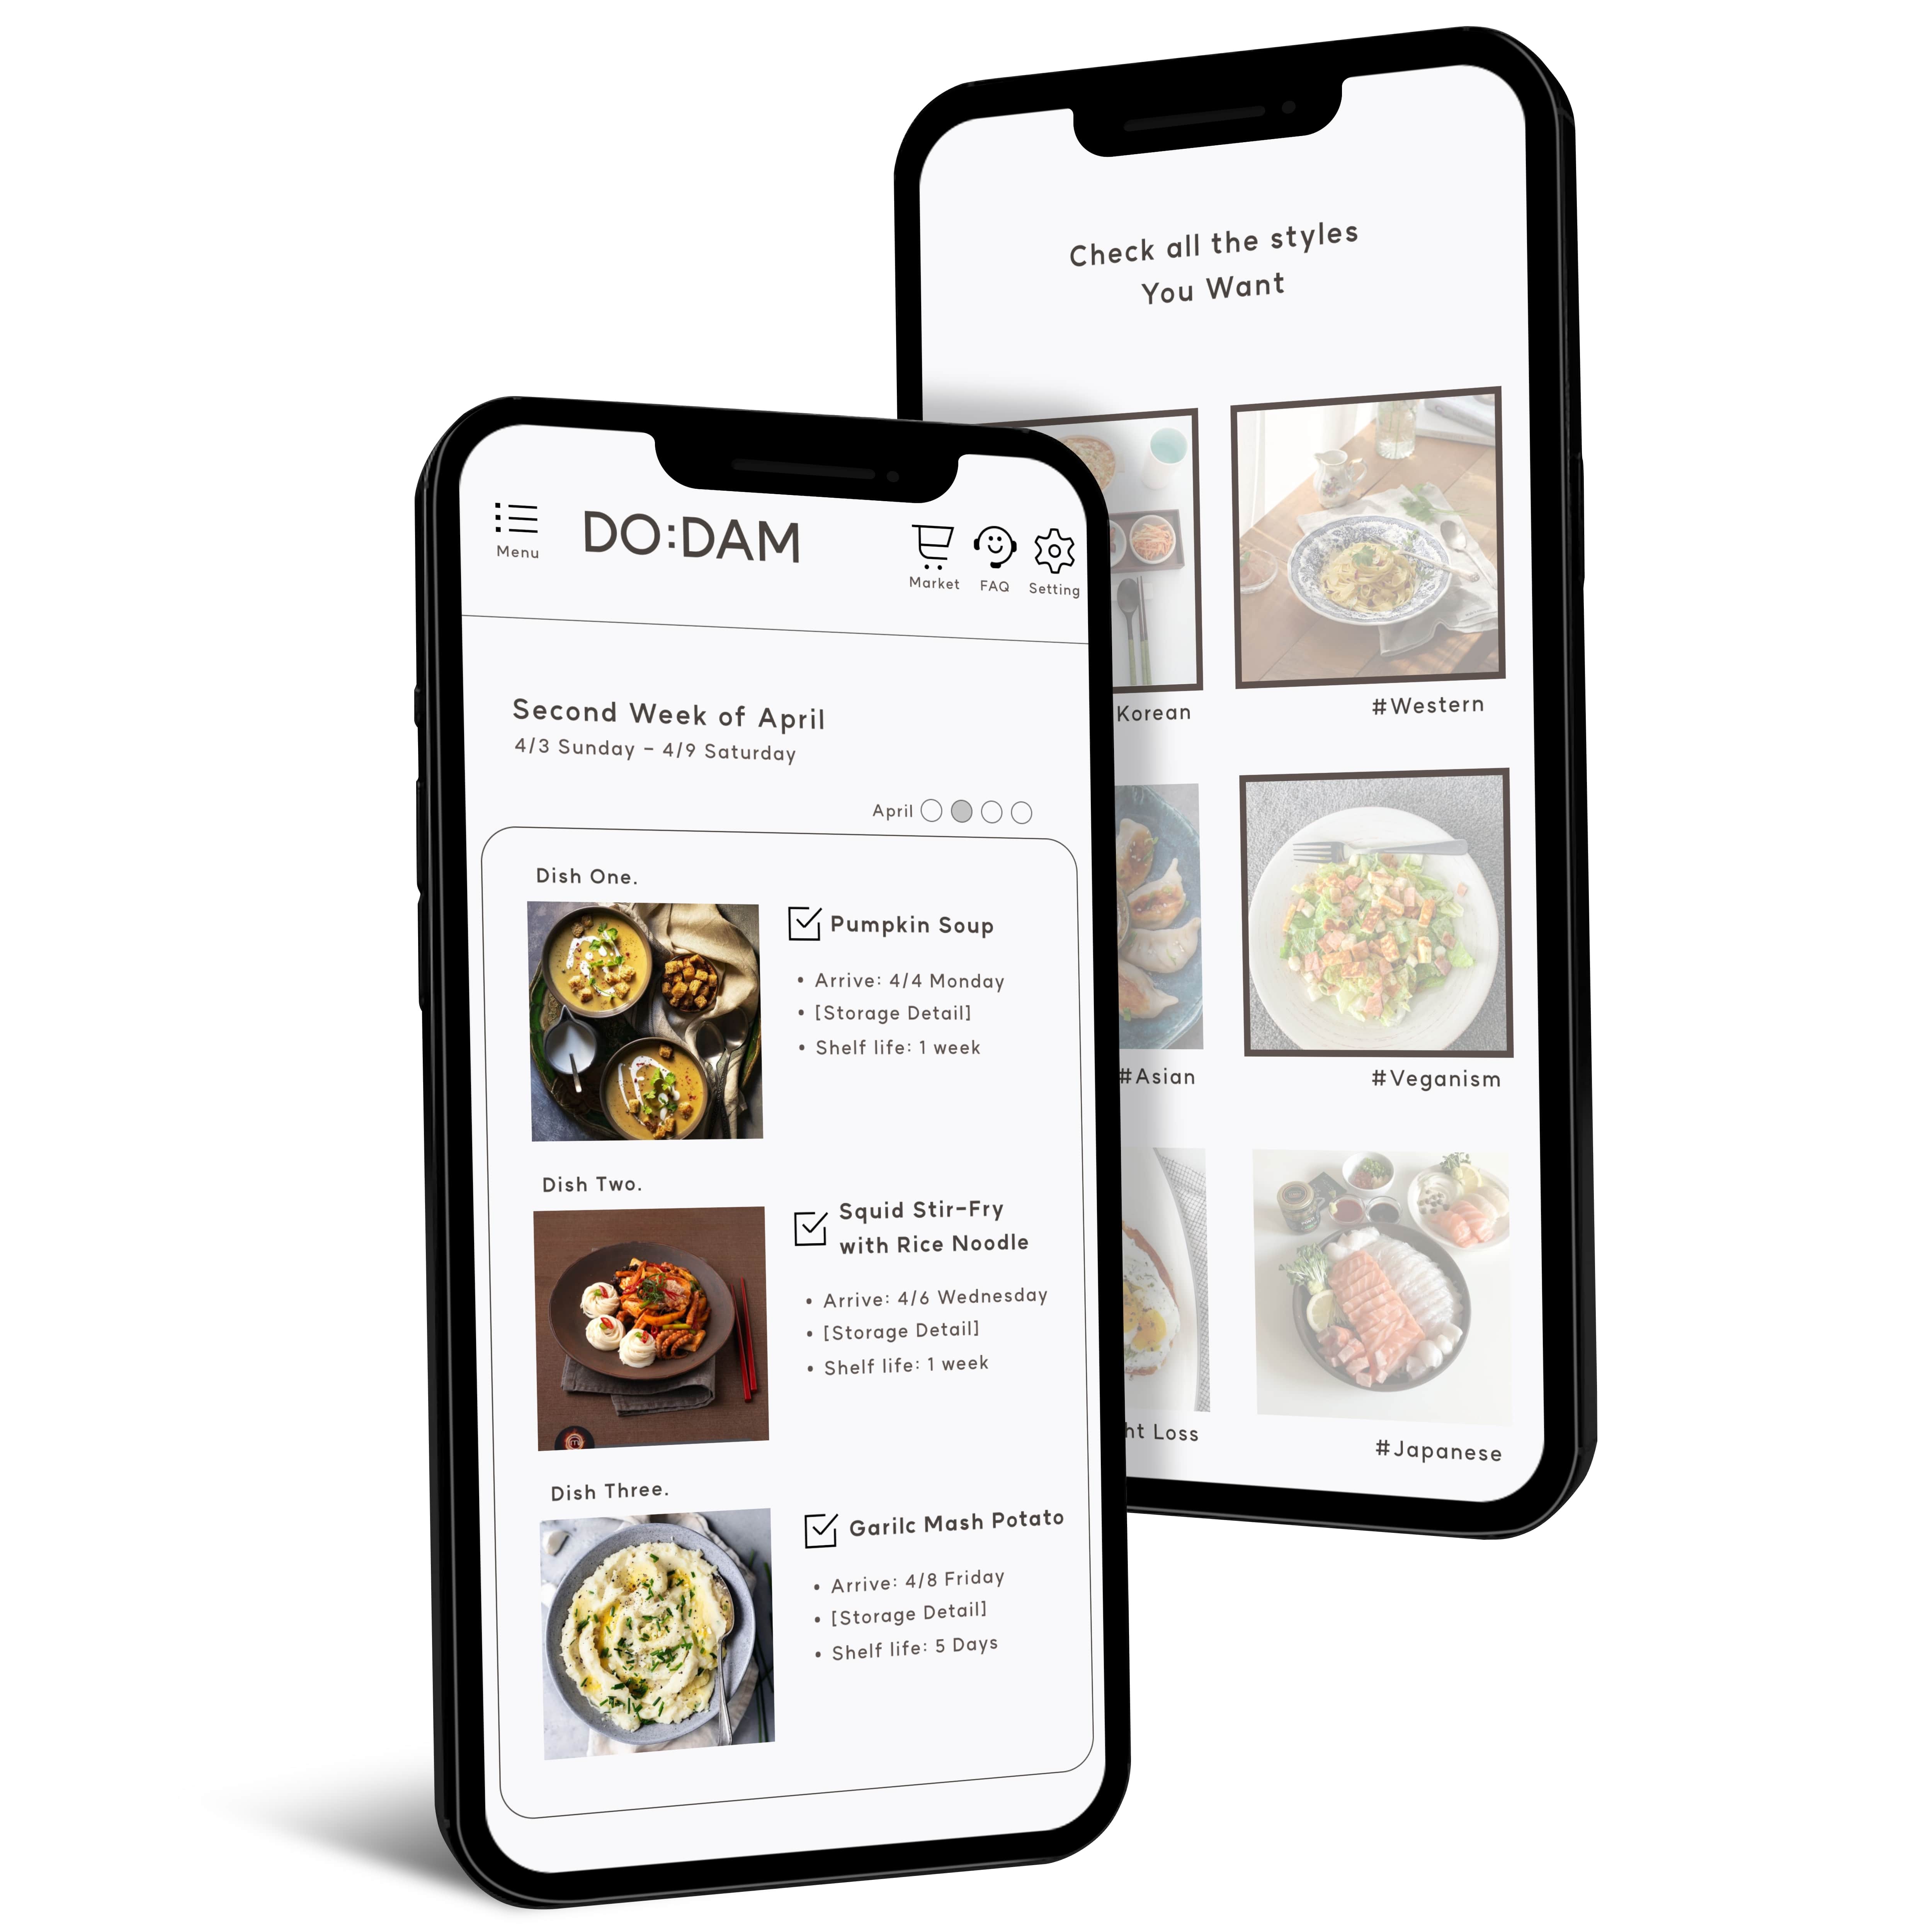 Check all the styles
You Want
Korean
#Western
#Asian
#Veganism
ht Loss
#Japanese
Menu
DO:DAM
Market
FAQ
Setting
Second Week of April
4/3 Sunday - 4/9 Saturday
April
Dish One.
Pumpkin Soup
• Arrive: 4/4 Monday
• [Storage Detail]
• Shelf life: 1 week
Dish Two.
Squid Stir-Fry
with Rice Noodle
• Arrive: 4/6 Wednesday
• [Storage Detail]
• Shelf life: 1 week
Dish Three.
Garilc Mash Potato
• Arrive: 4/8 Friday
• [Storage Detail]
• Shelf life: 5 Days